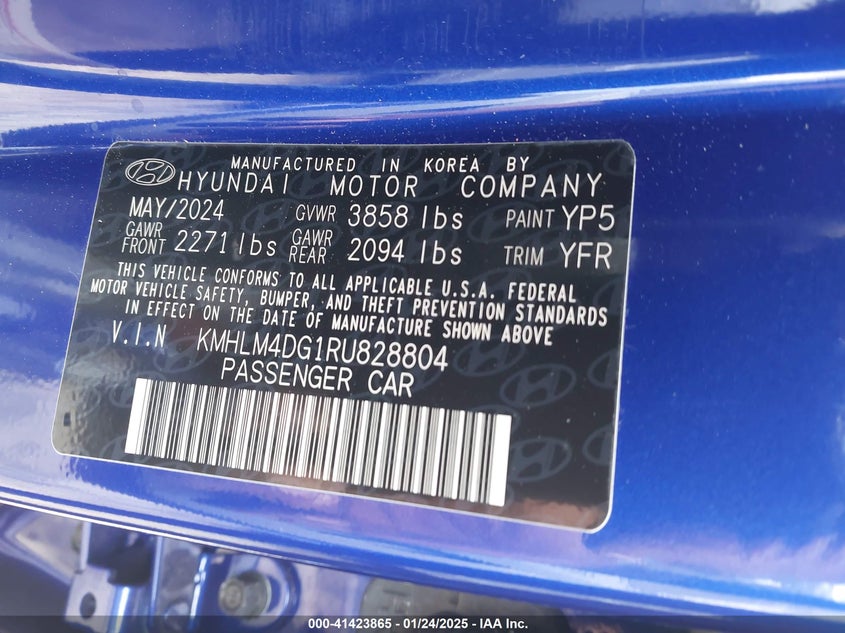 MANUFACTURED IN KOREA BY
HYUNDAI MOTOR COMPANY
MAY/2024 GVWR 3858 lbs PAINT YP5
GAWR FRONT 2271 lbs GAWR REAR 2094 lbs TRIM YFR
THIS VEHICLE CONFORMS TO ALL APPLICABLE U.S.A. FEDERAL
MOTOR VEHICLE SAFETY, BUMPER, AND THEFT PREVENTION STANDARDS
IN EFFECT ON THE DATE OF MANUFACTURE SHOWN ABOVE
V.I.N KMHLM4DG1RU828804
PASSENGER CAR
000-41423865 - 01/24/2025 - IAA Inc.